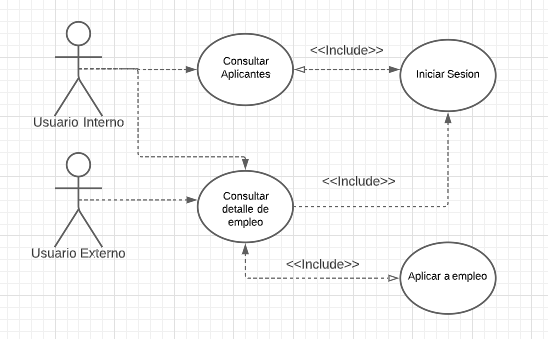 Consultar
Aplicantes
<<Include>>
Iniciar Sesion
Usuario Interno
<<Include>>
Consultar
detalle de
empleo
Usuario Externo
<<Include>>
Aplicar a empleo